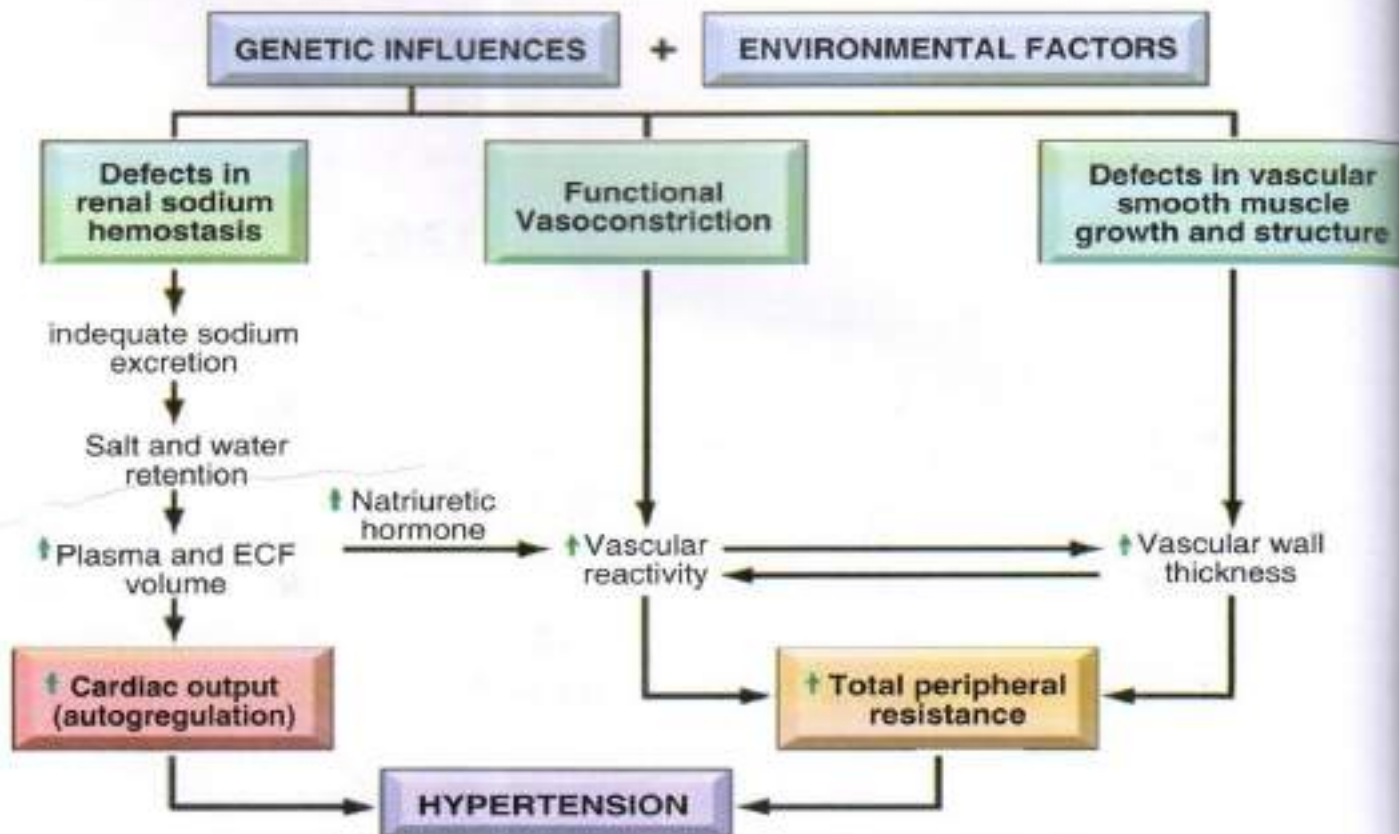 GENETIC INFLUENCES + ENVIRONMENTAL FACTORS
Defects in
renal sodium
hemostasis
Functional
Vasoconstriction
Defects in vascular
smooth muscle
growth and structure
indequate sodium
excretion
Salt and water
retention
⬆ Natriuretic
hormone
⬆ Plasma and ECF
volume
⬆ Vascular
reactivity
⬆ Vascular wall
thickness
⬆ Cardiac output
(autogregulation)
⬆ Total peripheral
resistance
HYPERTENSION